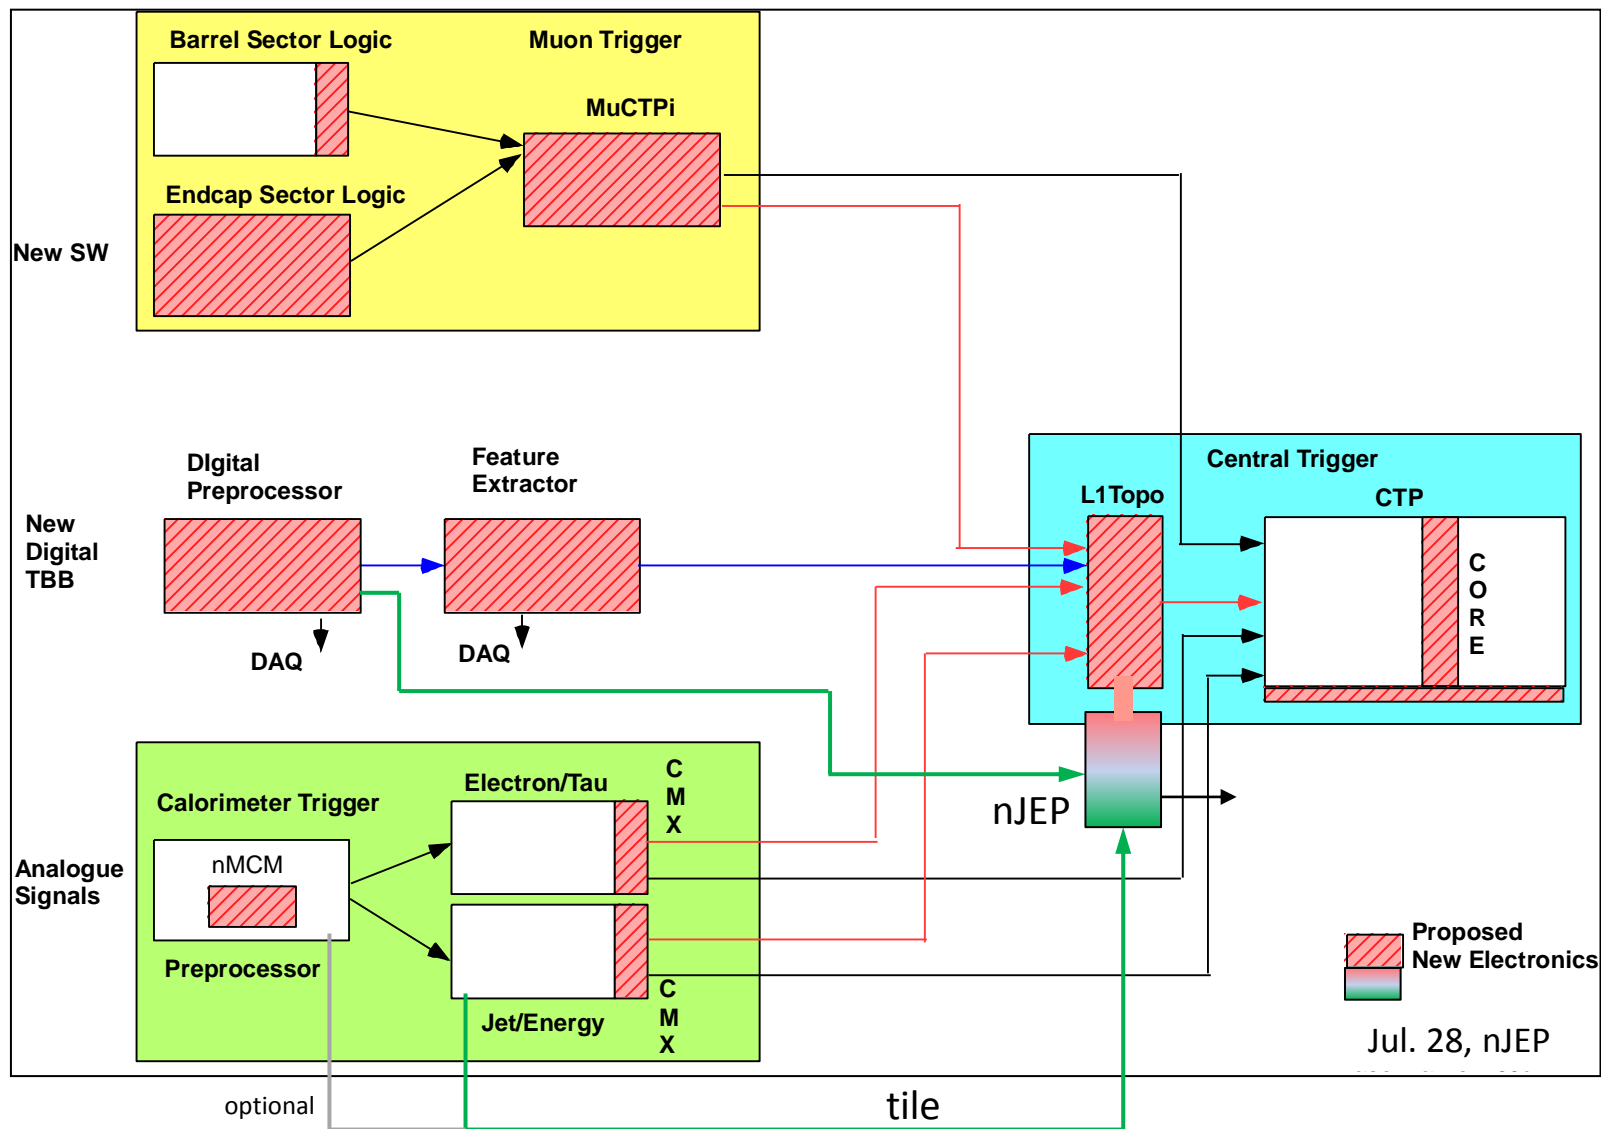 Barrel Sector Logic
Muon Trigger
MuCTPi
Endcap Sector Logic
New SW
DIgital
Preprocessor
Feature
Extractor
New
Digital
TBB
DAQ
DAQ
Central Trigger
L1Topo
CTP
C
O
R
E
Calorimeter Trigger
Electron/Tau
C
M
X
nMCM
Analogue
Signals
Preprocessor
Jet/Energy
C
M
X
nJEP
Proposed
New Electronics
Jul. 28, nJEP
optional
tile